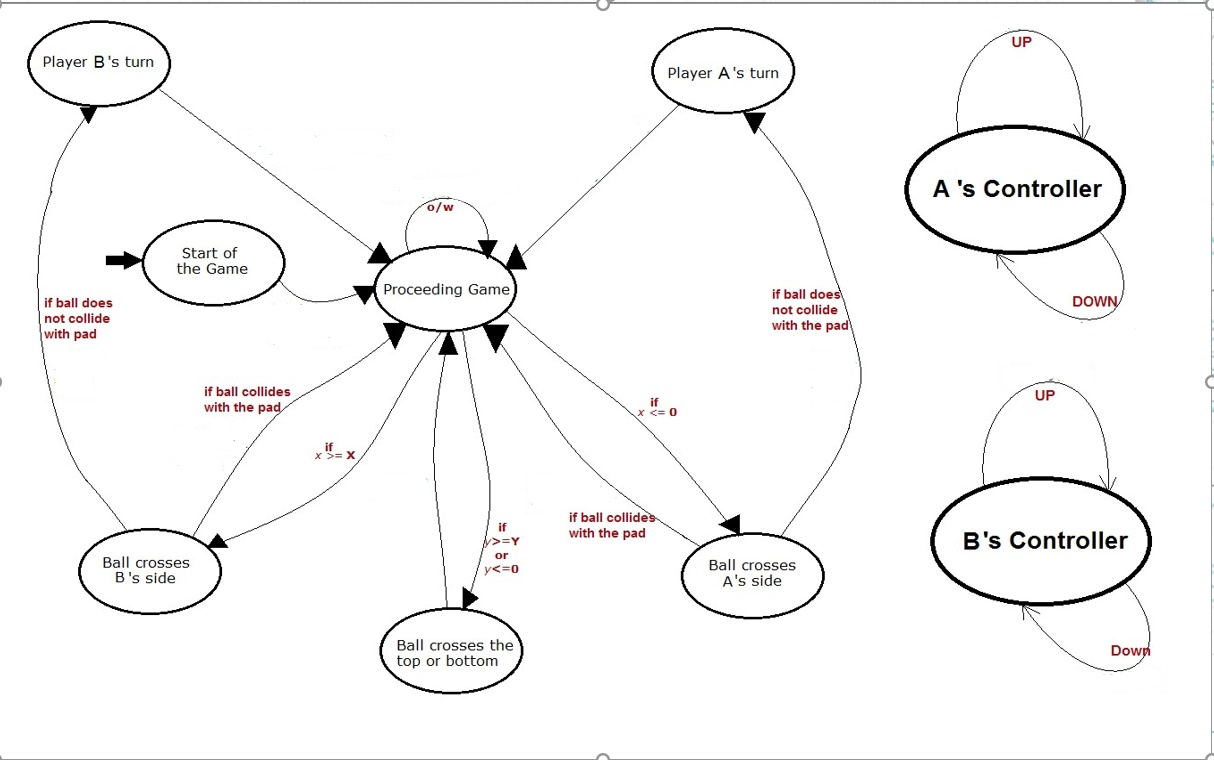 Player B's turn
Player A's turn
UP
A 's Controller
DOWN
o/w
Start of
the Game
Proceeding Game
if ball does
not collide
with pad
if ball does
not collide
with the pad
if ball collides
with the pad
if
x >= X
if
x <= 0
UP
B's Controller
Down
if
y>=Y
or
y<=0
if ball collides
with the pad
Ball crosses
B's side
Ball crosses
A's side
Ball crosses the
top or bottom